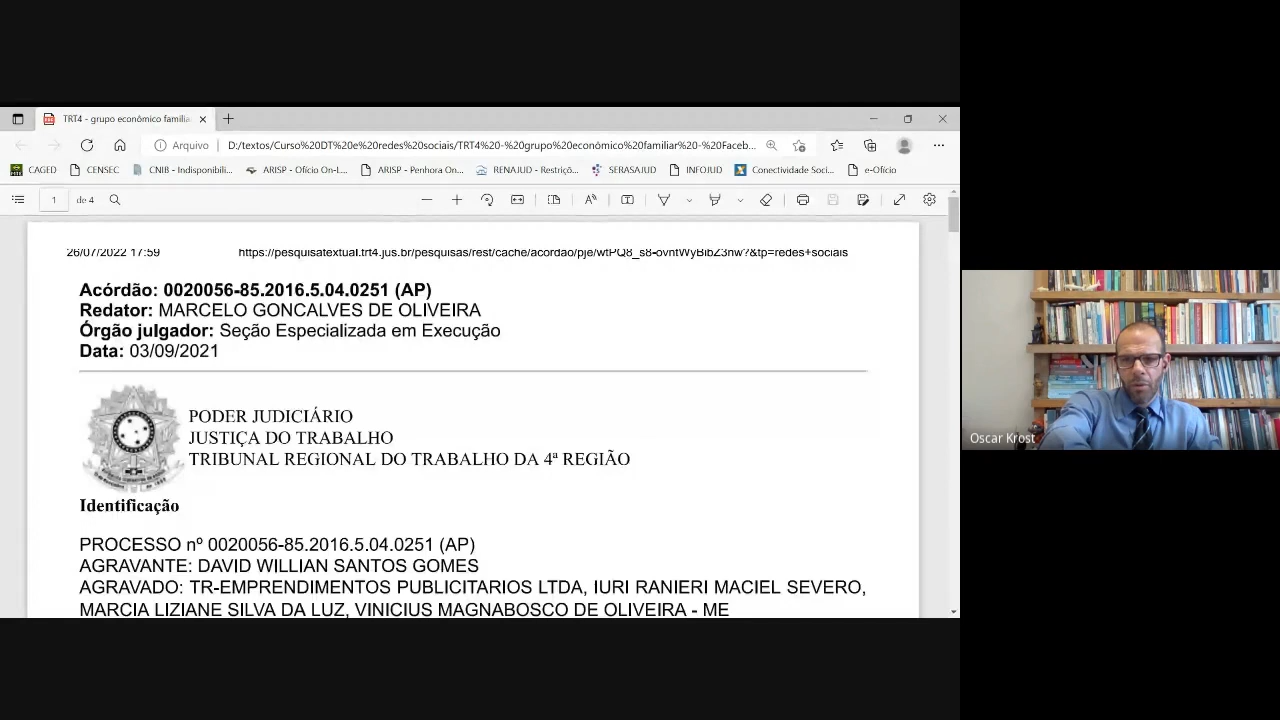 TRT4 - grupo econômico familia
Arquivo
D:/textos/Curso%20DT%20e%20redes%20sociais/TRT4%20-%20grupo%20econômico%20familiar%20-%20Faceb...
CAGED CENSEC CNIB - Indisponibili... ARISP - Ofício On-L... ARISP - Penhora On... RENAJUD - Restriçõ... SERASAJUD INFOJUD Conectividade Soci... e-Ofício
1 de 4
26/07/2022 17:59 https://pesquisatextual.trt4.jus.br/pesquisas/rest/cache/acordao/pje/wtPQ8_s8-ovntWyBibZ3nw?&tp=redes+sociais
Acórdão: 0020056-85.2016.5.04.0251 (AP)
Redator: MARCELO GONCALVES DE OLIVEIRA
Órgão julgador: Seção Especializada em Execução
Data: 03/09/2021
PODER JUDICIÁRIO
JUSTIÇA DO TRABALHO
TRIBUNAL REGIONAL DO TRABALHO DA 4ª REGIÃO
Identificação
PROCESSO nº 0020056-85.2016.5.04.0251 (AP)
AGRAVANTE: DAVID WILLIAN SANTOS GOMES
AGRAVADO: TR-EMPRENDIMENTOS PUBLICITARIOS LTDA, IURI RANIERI MACIEL SEVERO,
MARCIA LIZIANE SILVA DA LUZ, VINICIUS MAGNABOSCO DE OLIVEIRA - ME
Oscar Krost